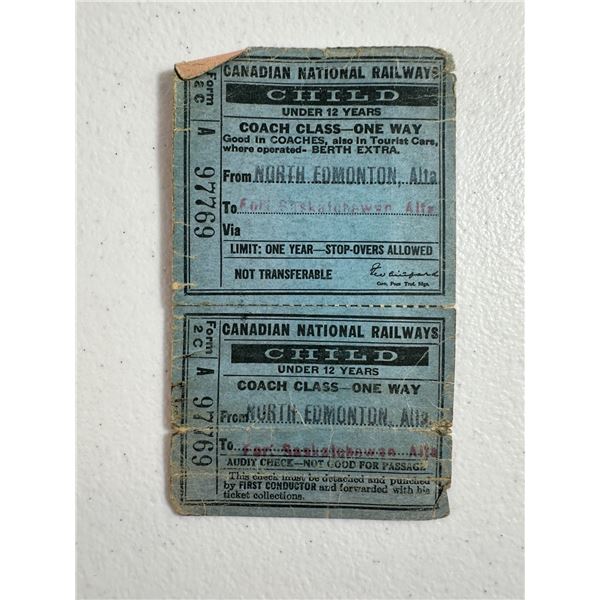 Form 2 C
A 97769
CANADIAN NATIONAL RAILWAYS
CHILD
UNDER 12 YEARS
COACH CLASS—ONE WAY
Good in COACHES, also in Tourist Cars,
where operated- BERTH EXTRA.
From NORTH EDMONTON, Alta
To Fort Saskatchewan Alta
Via
LIMIT: ONE YEAR—STOP-OVERS ALLOWED
NOT TRANSFERABLE
Gen. Pass. Traf. Mgr.
Form 2 C
A 97769
CANADIAN NATIONAL RAILWAYS
CHILD
UNDER 12 YEARS
COACH CLASS—ONE WAY
From NORTH EDMONTON, Alta
To Fort Saskatchewan Alta
AUDIT CHECK—NOT GOOD FOR PASSAGE
This check must be detached and punched
by FIRST CONDUCTOR and forwarded with his
ticket collections.